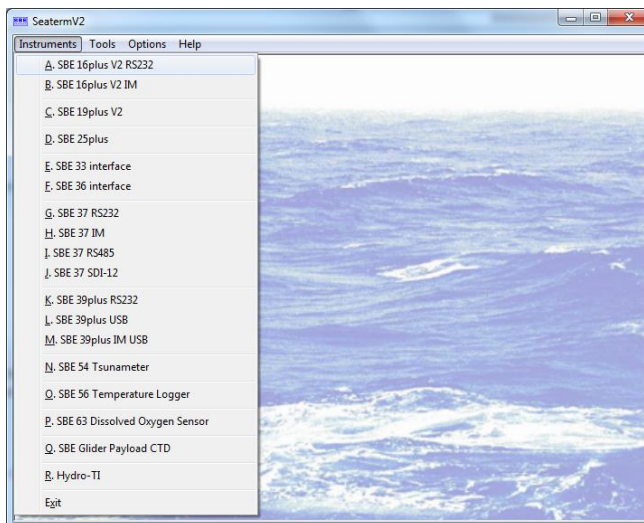 SeatermV2
Instruments Tools Options Help
A. SBE 16plus V2 RS232
B. SBE 16plus V2 IM
C. SBE 19plus V2
D. SBE 25plus
E. SBE 33 interface
F. SBE 36 interface
G. SBE 37 RS232
H. SBE 37 IM
I. SBE 37 RS485
J. SBE 37 SDI-12
K. SBE 39plus RS232
L. SBE 39plus USB
M. SBE 39plus IM USB
N. SBE 54 Tsunameter
O. SBE 56 Temperature Logger
P. SBE 63 Dissolved Oxygen Sensor
Q. SBE Glider Payload CTD
R. Hydro-TI
Exit